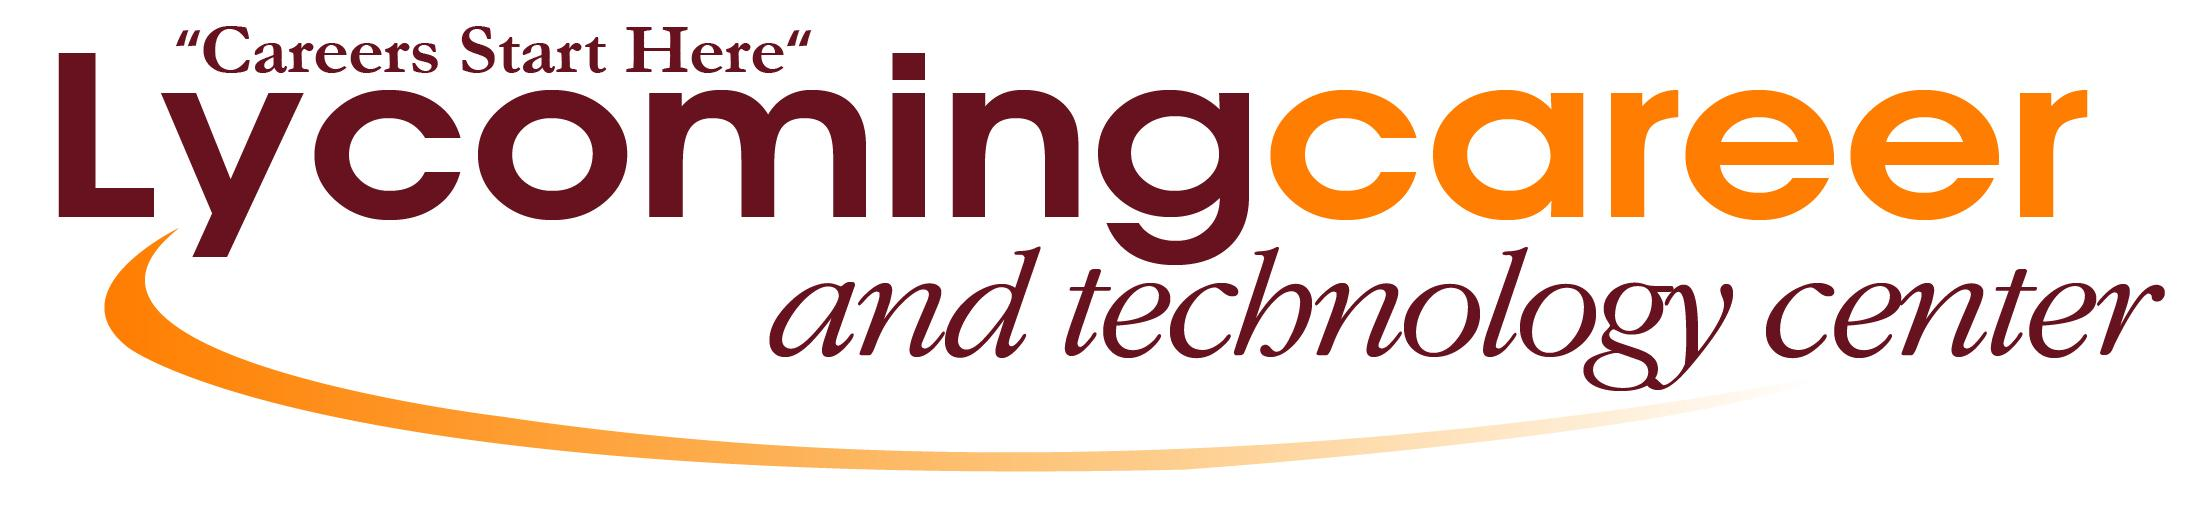 “Careers Start Here“
Lycomingcareer
and technology center